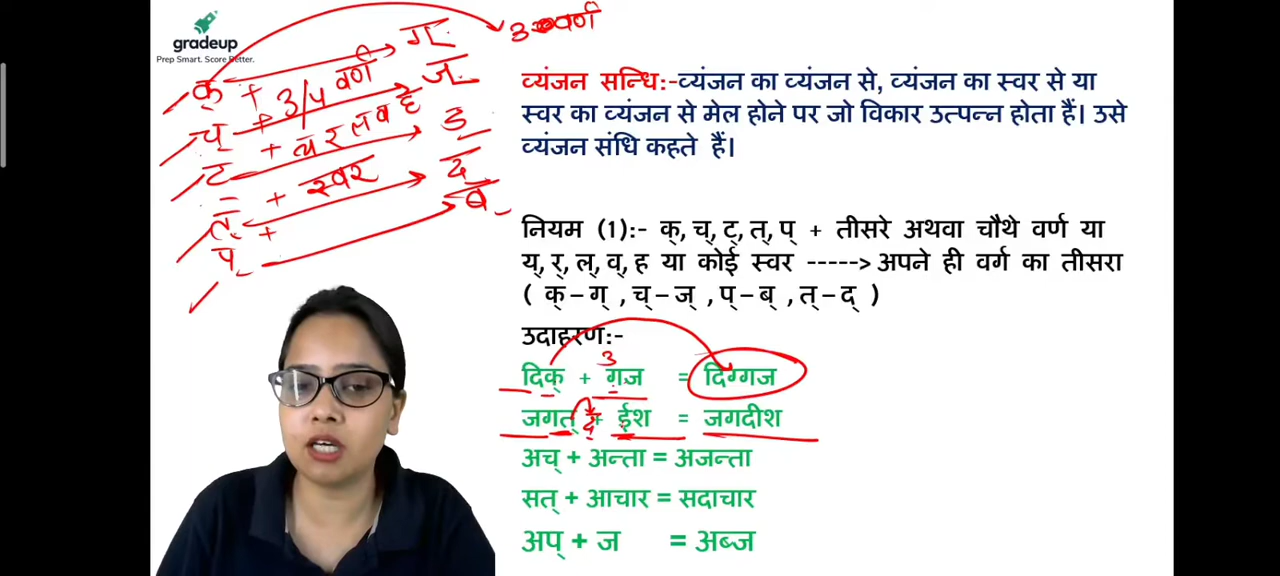 gradeup
Prep Smart. Score Better.
3 वर्ण
क् + 3/4 वर्ण ग
च् + य र ल व ह ज
ट + स्वर ड
त् + द
प् ब
व्यंजन सन्धिः:-व्यंजन का व्यंजन से, व्यंजन का स्वर से या
स्वर का व्यंजन से मेल होने पर जो विकार उत्पन्न होता हैं। उसे
व्यंजन संधि कहते हैं।
नियम (1):- क्, च्, ट्, त्, प् + तीसरे अथवा चौथे वर्ण या
य्, र्, ल्, व्, ह या कोई स्वर -----> अपने ही वर्ग का तीसरा
( क् – ग् , च् – ज् , प् – ब् , त् – द् )
उदाहरणः-
3
दिक् + गज = दिग्गज
जगत् + ईश = जगदीश
द्
अच् + अन्ता = अजन्ता
सत् + आचार = सदाचार
अप् + ज = अब्ज